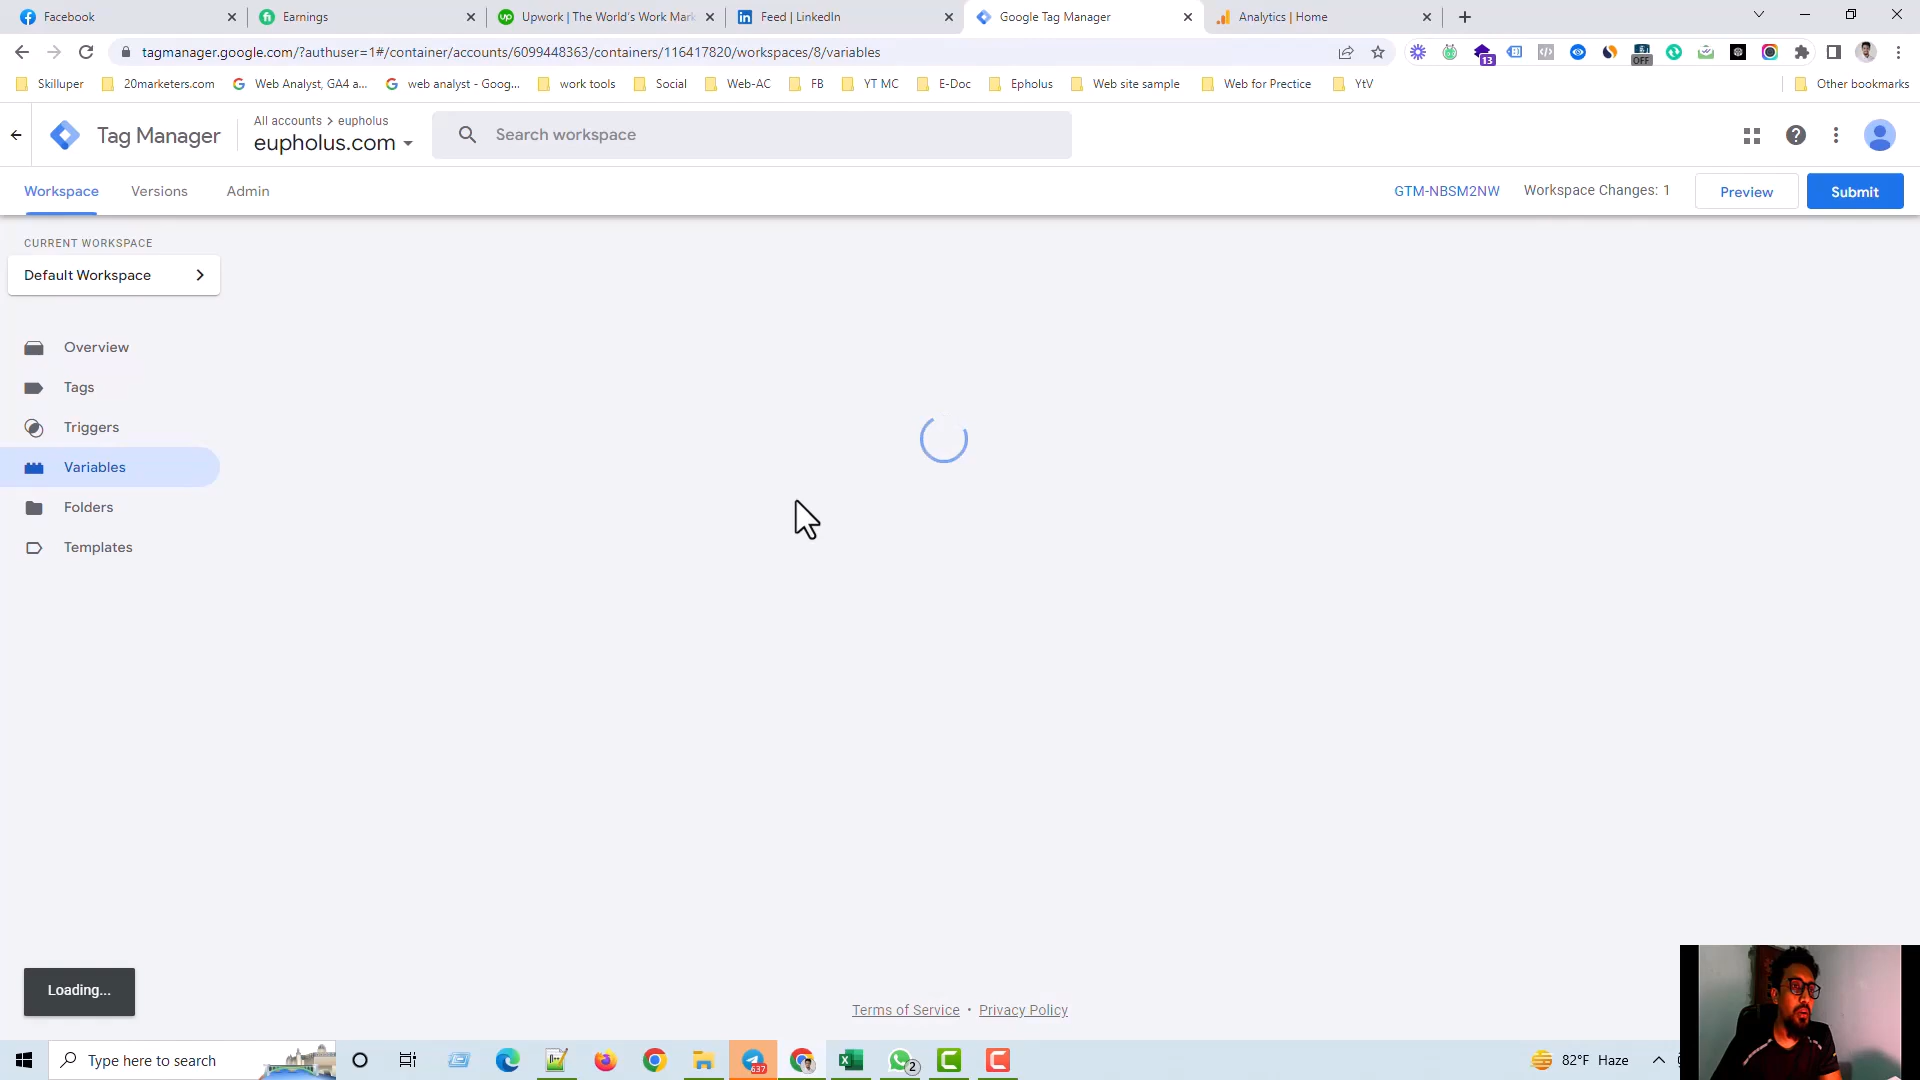 Facebook
Earnings
Upwork | The World's Work Mark
Feed | LinkedIn
Google Tag Manager
Analytics | Home
tagmanager.google.com/?authuser=1#/container/accounts/6099448363/containers/116417820/workspaces/8/variables
13
OFF
Skilluper
20marketers.com
Web Analyst, GA4 a...
web analyst - Goog...
work tools
Social
Web-AC
FB
YT MC
E-Doc
Epholus
Web site sample
Web for Prectice
YtV
Other bookmarks
Tag Manager
All accounts > eupholus
eupholus.com
Search workspace
Workspace
Versions
Admin
GTM-NBSM2NW
Workspace Changes: 1
Preview
Submit
CURRENT WORKSPACE
Default Workspace
Overview
Tags
Triggers
Variables
Folders
Templates
Loading...
Terms of Service • Privacy Policy
Type here to search
637
2
82°F Haze